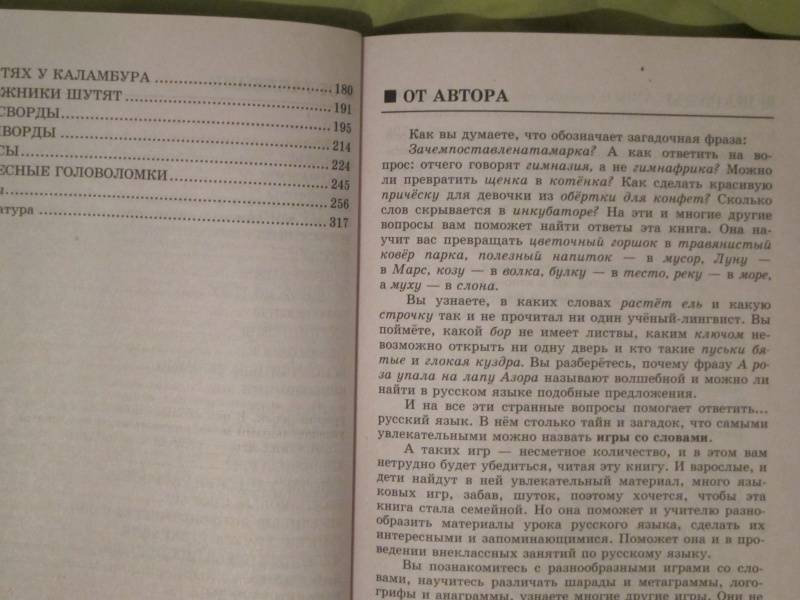 ТЯХ У КАЛАМБУРА ........ 180
ЖНИКИ ШУТЯТ ........ 191
СВОРДЫ ........ 195
ВОРДЫ ........ 214
СЫ ........ 224
ЕСНЫЕ ГОЛОВОЛОМКИ ........ 245
ы ........ 256
атура ........ 317
■ ОТ АВТОРА
Как вы думаете, что обозначает загадочная фраза:
Зачемпоставленатамарка? А как ответить на во-
прос: отчего говорят гимназия, а не гимнафрика? Можно
ли превратить щенка в котёнка? Как сделать красивую
причёску для девочки из обёртки для конфет? Сколько
слов скрывается в инкубаторе? На эти и многие другие
вопросы вам поможет найти ответы эта книга. Она на-
учит вас превращать цветочный горшок в травянистый
ковёр парка, полезный напиток — в мусор, Луну —
в Марс, козу — в волка, булку — в тесто, реку — в море,
а муху — в слона.
Вы узнаете, в каких словах растёт ель и какую
строчку так и не прочитал ни один учёный-лингвист. Вы
поймёте, какой бор не имеет листвы, каким ключом не-
возможно открыть ни одну дверь и кто такие пуськи бя-
тые и глокая куздра. Вы разберётесь, почему фразу А ро-
за упала на лапу Азора называют волшебной и можно ли
найти в русском языке подобные предложения.
И на все эти странные вопросы помогает ответить...
русский язык. В нём столько тайн и загадок, что самыми
увлекательными можно назвать игры со словами.
А таких игр — несметное количество, и в этом вам
нетрудно будет убедиться, читая эту книгу. И взрослые, и
дети найдут в ней увлекательный материал, много язы-
ковых игр, забав, шуток, поэтому хочется, чтобы эта
книга стала семейной. Но она поможет и учителю разно-
образить материалы урока русского языка, сделать их
интересными и запоминающимися. Поможет она и в про-
ведении внеклассных занятий по русскому языку.
Вы познакомитесь с разнообразными играми со сло-
вами, научитесь различать шарады и метаграммы, лого-
грифы и анаграммы, узнаете многие другие игры. Они не